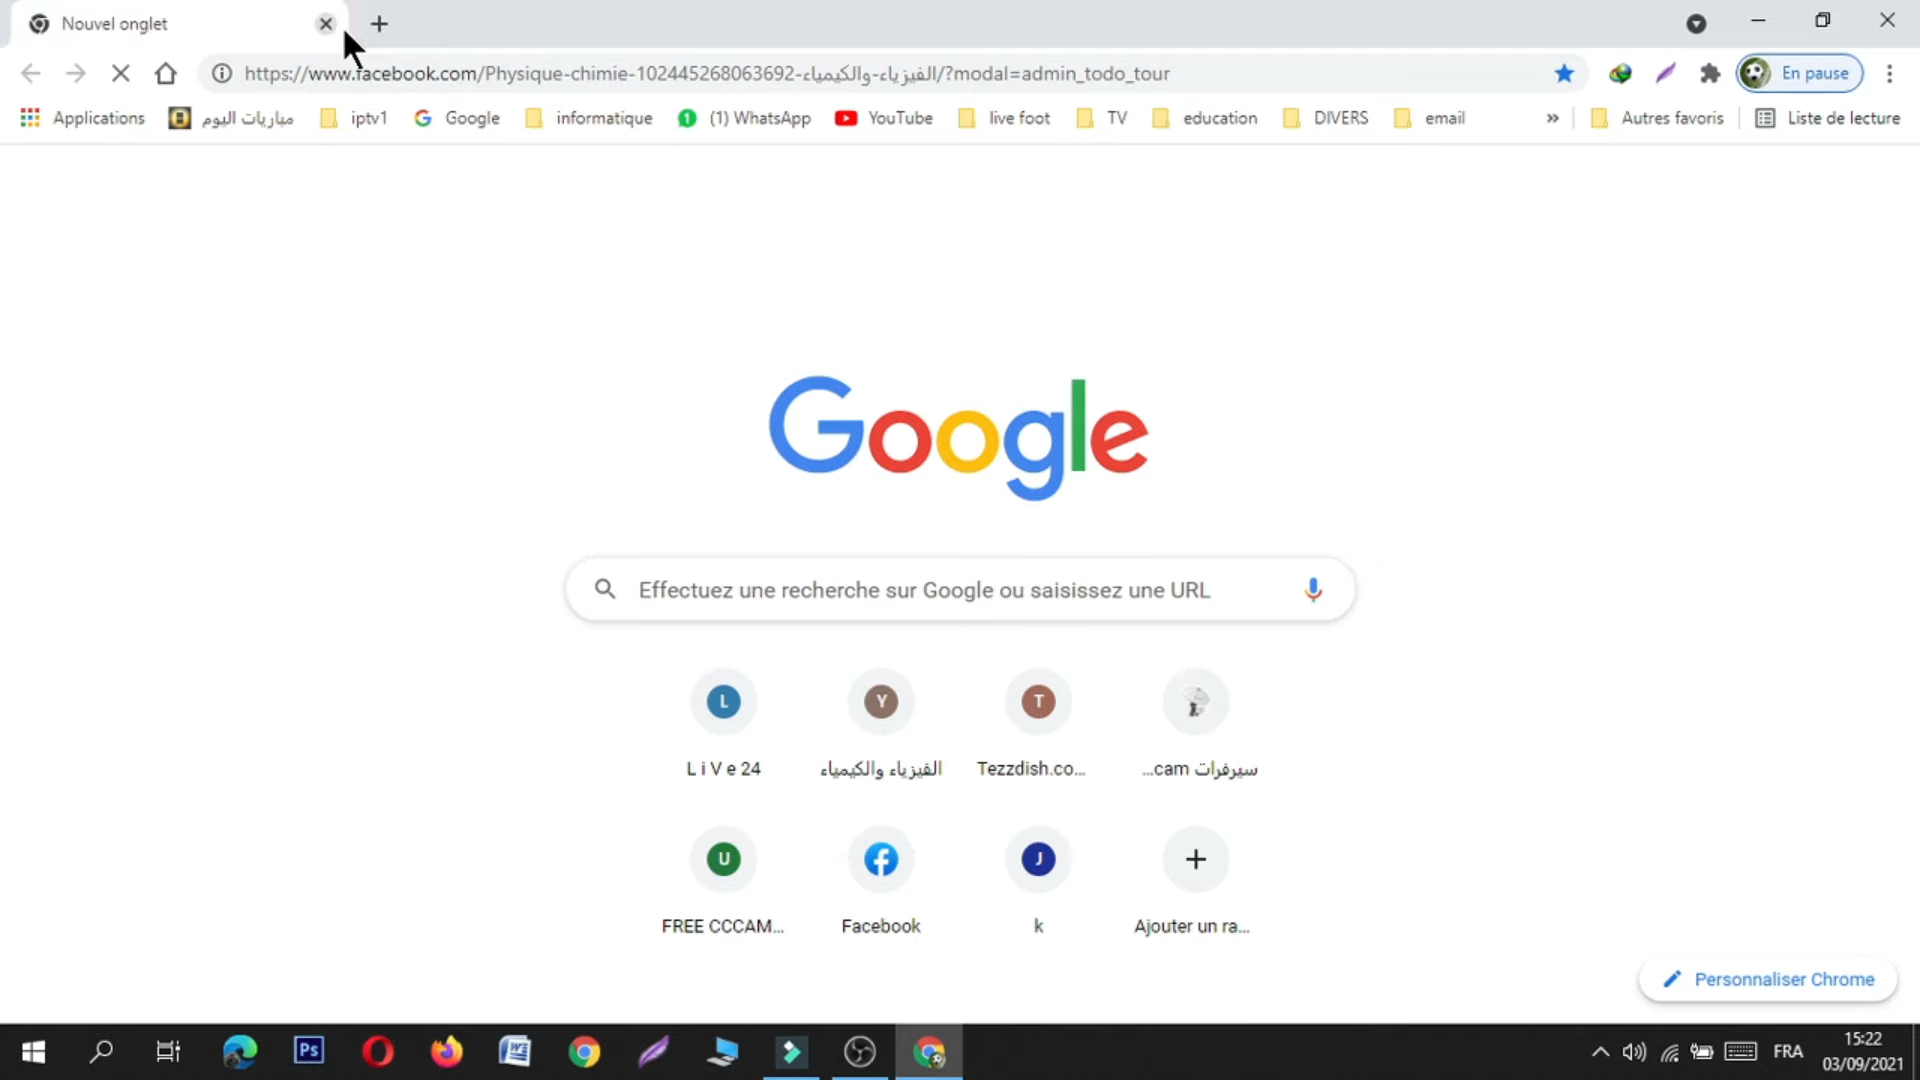 Nouvel onglet
https://www.facebook.com/Physique-chimie-102445268063692-الفيزياء-والكيمياء/?modal=admin_todo_tour
En pause
Applications
مباريات اليوم
iptv1
Google
informatique
(1) WhatsApp
YouTube
live foot
TV
education
DIVERS
email
»
Autres favoris
Liste de lecture
Google
Effectuez une recherche sur Google ou saisissez une URL
L
Y
T
L i V e 24
الفيزياء والكيمياء
Tezzdish.co...
سيرفرات cam...
U
J
FREE CCCAM...
Facebook
k
Ajouter un ra...
Personnaliser Chrome
Ps
FRA
15:22
03/09/2021